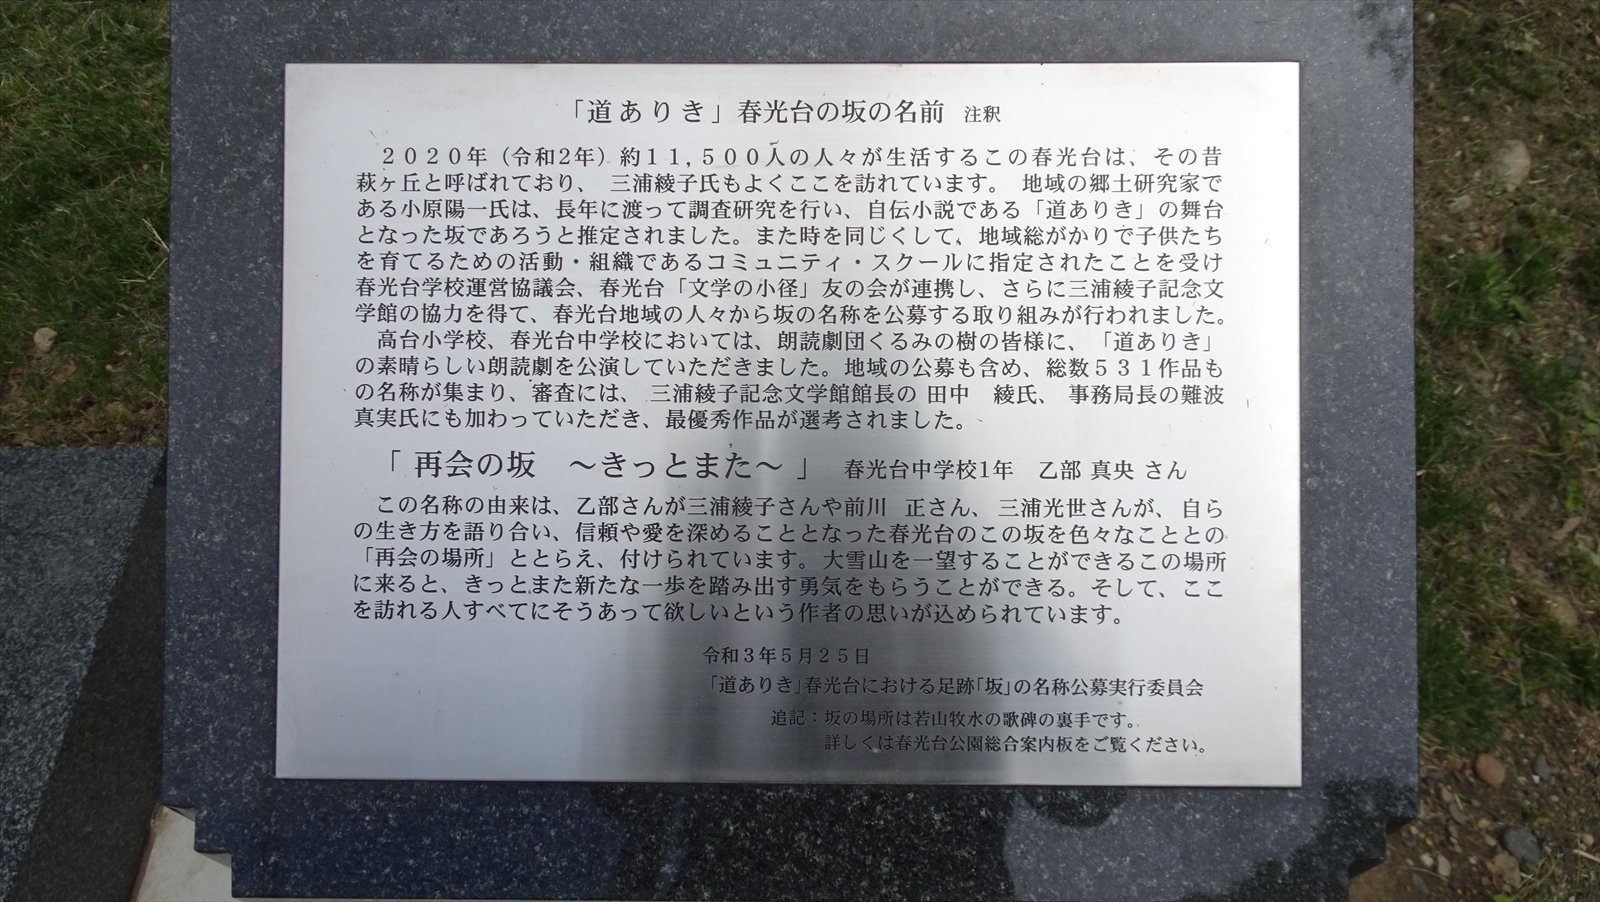 「道ありき」春光台の坂の名前　注釈
２０２０年（令和2年）約１１,５００人の人々が生活するこの春光台は、その昔
萩ヶ丘と呼ばれており、 三浦綾子氏もよくここを訪れています。 地域の郷土研究家で
ある小原陽一氏は、長年に渡って調査研究を行い、自伝小説である「道ありき」の舞台
となった坂であろうと推定されました。また時を同じくして、地域総がかりで子供たち
を育てるための活動・組織であるコミュニティ・スクールに指定されたことを受け
春光台学校運営協議会、春光台「文学の小径」友の会が連携し、さらに三浦綾子記念文
学館の協力を得て、春光台地域の人々から坂の名称を公募する取り組みが行われました。
高台小学校、春光台中学校においては、朗読劇団くるみの樹の皆様に、「道ありき」
の素晴らしい朗読劇を公演していただきました。地域の公募も含め、総数５３１作品も
の名称が集まり、審査には、三浦綾子記念文学館館長の 田中　綾氏、 事務局長の難波
真実氏にも加わっていただき、最優秀作品が選考されました。
「 再会の坂　～きっとまた～ 」　春光台中学校1年　乙部 真央 さん
この名称の由来は、乙部さんが三浦綾子さんや前川　正さん、三浦光世さんが、自ら
の生き方を語り合い、信頼や愛を深めることとなった春光台のこの坂を色々なこととの
「再会の場所」ととらえ、付けられています。大雪山を一望することができるこの場所
に来ると、きっとまた新たな一歩を踏み出す勇気をもらうことができる。そして、ここ
を訪れる人すべてにそうあって欲しいという作者の思いが込められています。
令和３年５月２５日
「道ありき」春光台における足跡「坂」の名称公募実行委員会
追記：坂の場所は若山牧水の歌碑の裏手です。
詳しくは春光台公園総合案内板をご覧ください。